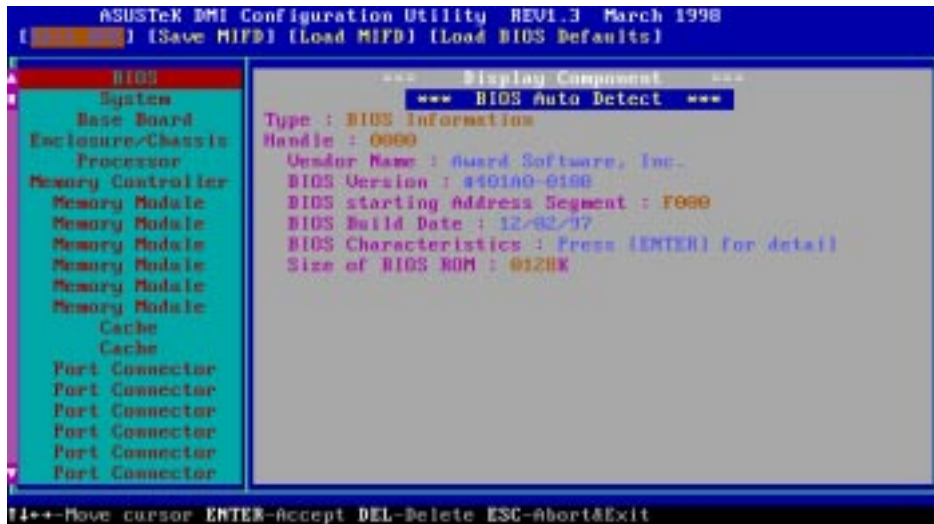 ASUSTeK DMI Configuration Utility REV1.3 March 1998
[ ] [Save MIFD] [Load MIFD] [Load BIOS Defaults]
BIOS
System
Base Board
Enclosure/Chassis
Processor
Memory Controller
Memory Module
Memory Module
Memory Module
Memory Module
Memory Module
Memory Module
Cache
Cache
Port Connector
Port Connector
Port Connector
Port Connector
Port Connector
Port Connector
*** Display Component ***
*** BIOS Auto Detect ***
Type : BIOS Information
Handle : 0000
Vendor Name : Award Software, Inc.
BIOS Version : #401A0-0108
BIOS starting Address Segment : F000
BIOS Build Date : 12/02/97
BIOS Characteristics : Press [ENTER] for detail
Size of BIOS ROM : 0128K
↑↓←→-Move cursor ENTER-Accept DEL-Delete ESC-Abort&Exit